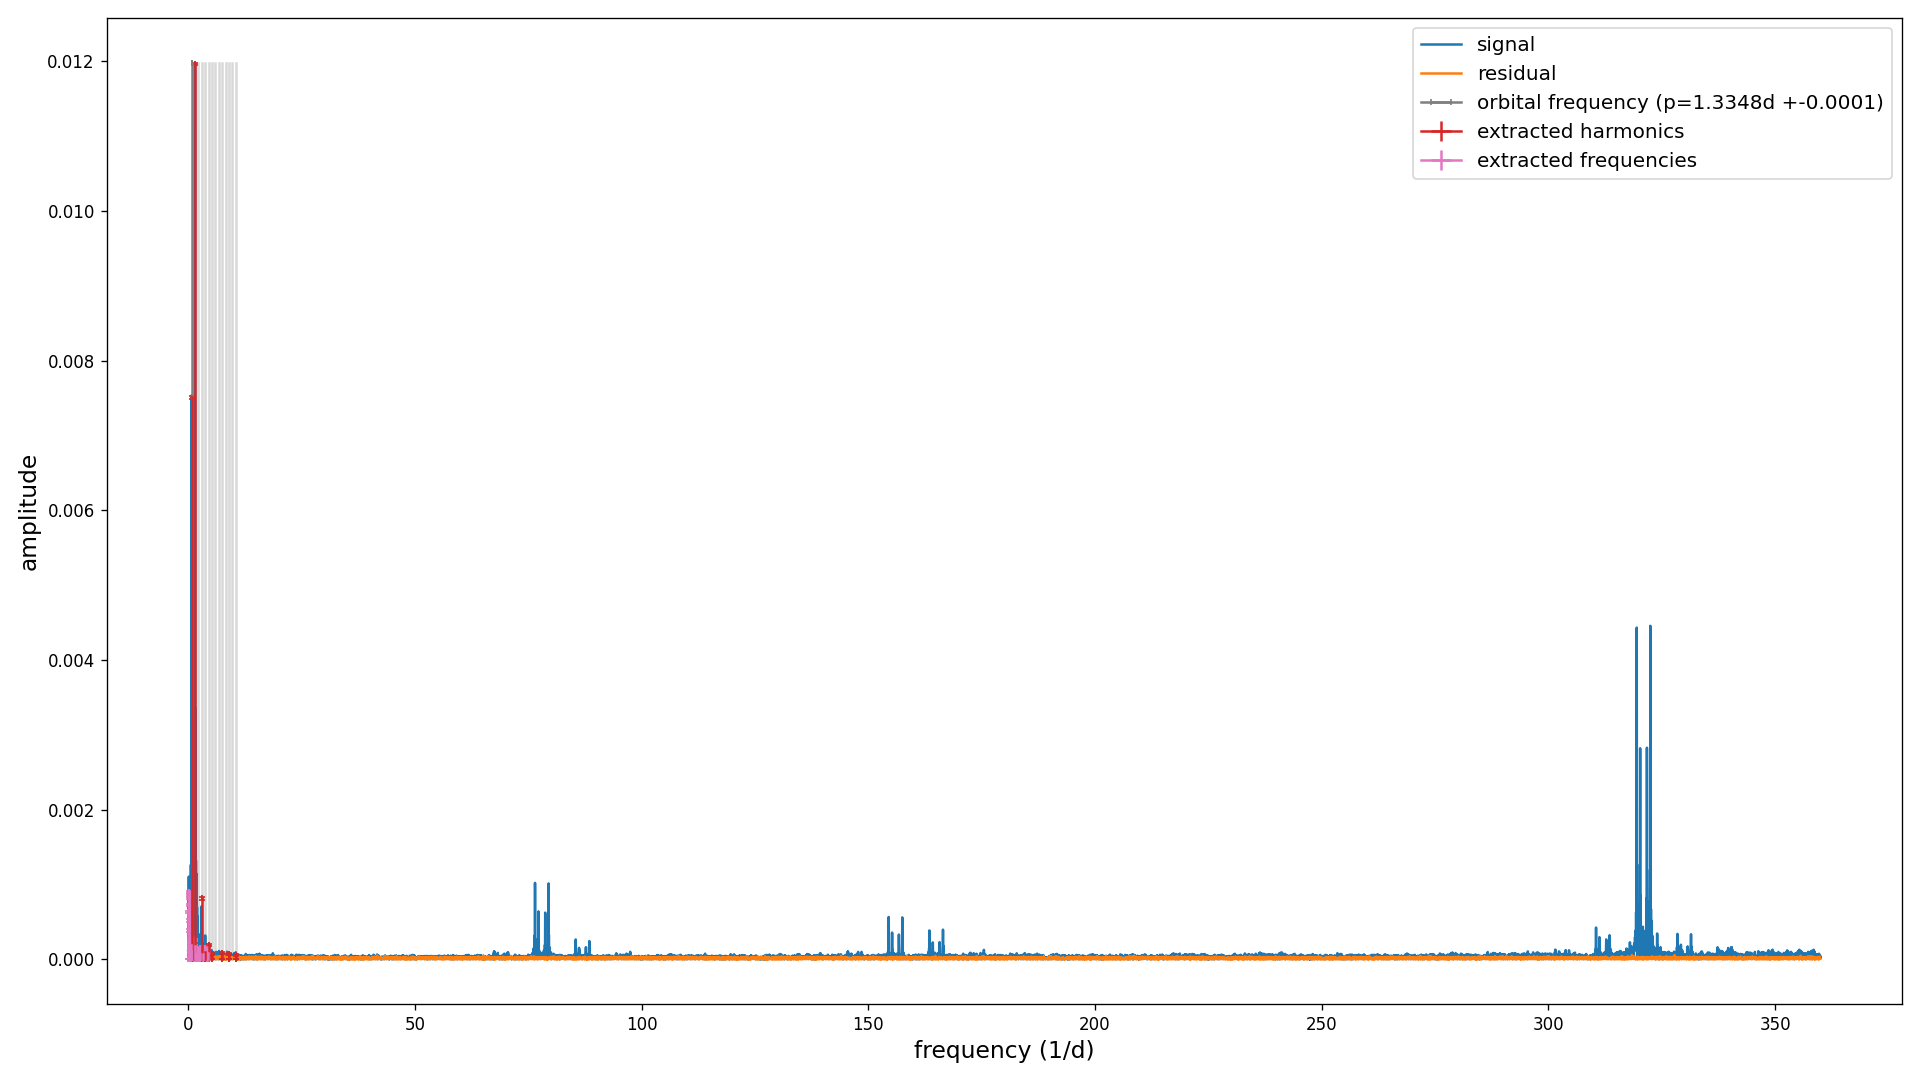 signal
residual
orbital frequency (p=1.3348d +-0.0001)
extracted harmonics
extracted frequencies
0.012
0.010
0.008
0.006
0.004
0.002
0.000
amplitude
0 50 100 150 200 250 300 350
frequency (1/d)